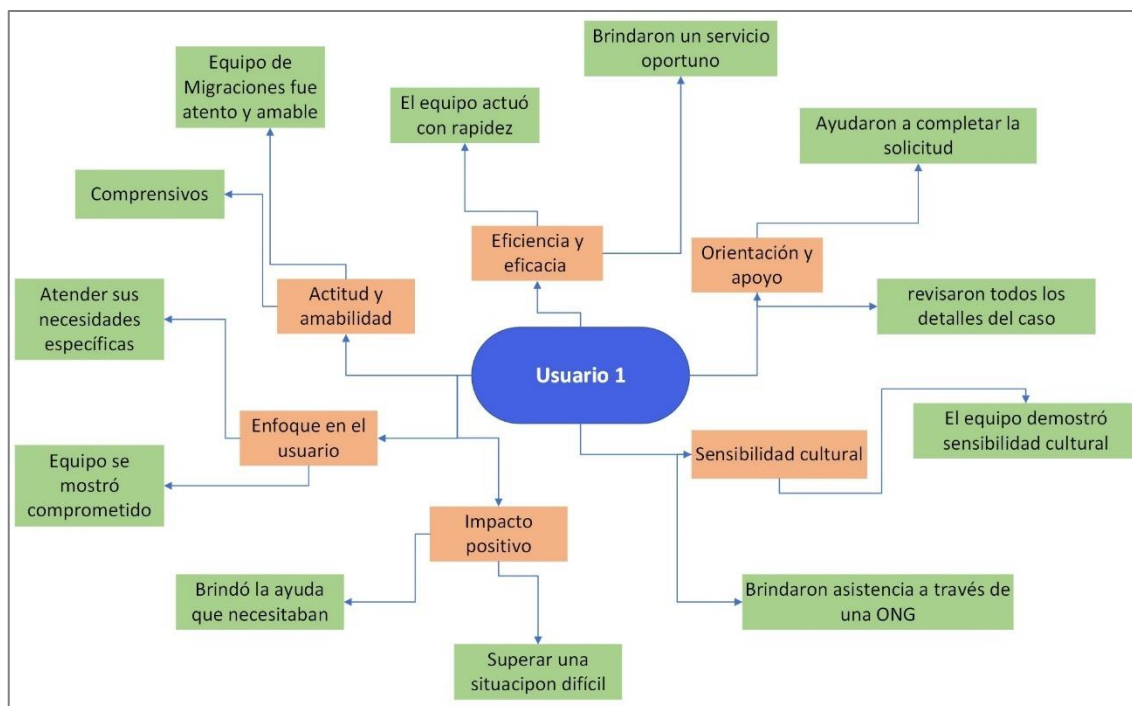 Brindaron un servicio
oportuno
Equipo de
Migraciones fue
atento y amable
El equipo actuó
con rapidez
Ayudaron a completar la
solicitud
Comprensivos
Eficiencia y
eficacia
Orientación y
apoyo
Actitud y
amabilidad
Atender sus
necesidades
específicas
revisaron todos los
detalles del caso
Usuario 1
Enfoque en el
usuario
El equipo demostró
sensibilidad cultural
Sensibilidad cultural
Equipo se
mostró
comprometido
Impacto
positivo
Brindó la ayuda
que necesitaban
Brindaron asistencia a través de
una ONG
Superar una
situacipon difícil